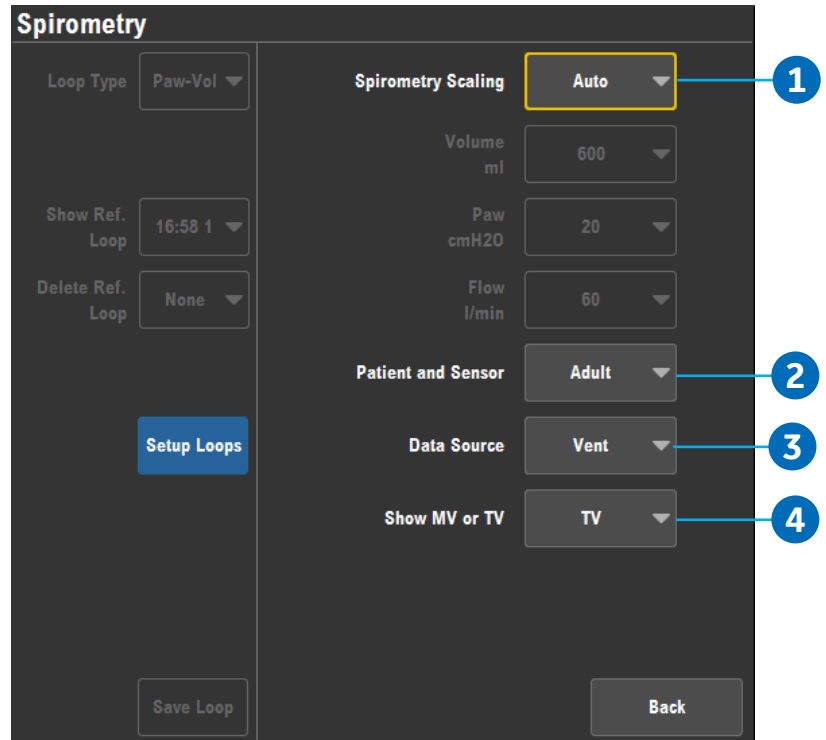 Spirometry
Loop Type
Paw-Vol
Show Ref.
Loop
16:58 1
Delete Ref.
Loop
None
Setup Loops
Save Loop
Spirometry Scaling
Auto
1
Volume
ml
600
Paw
cmH2O
20
Flow
l/min
60
Patient and Sensor
Adult
2
Data Source
Vent
3
Show MV or TV
TV
4
Back